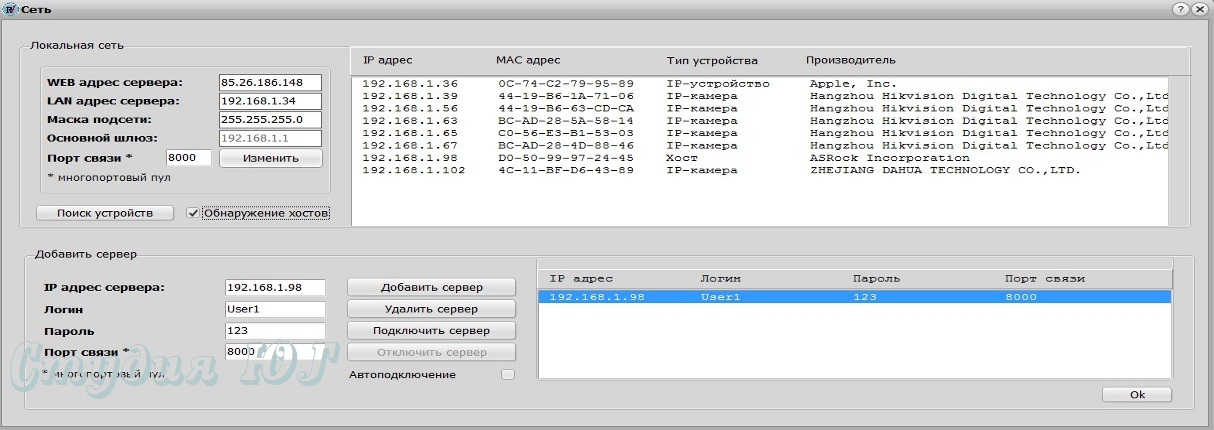 Сеть
Локальная сеть
WEB адрес сервера: 85.26.186.148
LAN адрес сервера: 192.168.1.34
Маска подсети: 255.255.255.0
Основной шлюз: 192.168.1.1
Порт связи * 8000 Изменить
* многопортовый пул
Поиск устройств Обнаружение хостов
IP адрес MAC адрес Тип устройства Производитель
192.168.1.36 0C-74-C2-79-95-89 IP-устройство Apple, Inc.
192.168.1.39 44-19-B6-1A-71-06 IP-камера Hangzhou Hikvision Digital Technology Co.,Ltd
192.168.1.56 44-19-B6-63-CD-CA IP-камера Hangzhou Hikvision Digital Technology Co.,Ltd
192.168.1.63 BC-AD-28-5A-58-14 IP-камера Hangzhou Hikvision Digital Technology Co.,Ltd
192.168.1.65 C0-56-E3-B1-53-03 IP-камера Hangzhou Hikvision Digital Technology Co.,Ltd
192.168.1.67 BC-AD-28-4D-88-46 IP-камера Hangzhou Hikvision Digital Technology Co.,Ltd
192.168.1.98 D0-50-99-97-24-45 Хост ASRock Incorporation
192.168.1.102 4C-11-BF-D6-43-89 IP-камера ZHEJIANG DAHUA TECHNOLOGY CO.,LTD.
Добавить сервер
IP адрес сервера: 192.168.1.98 Добавить сервер
Логин User1 Удалить сервер
Пароль 123 Подключить сервер
Порт связи * 8000 Отключить сервер
* многопортовый пул Автоподключение
Студия ЮГ
IP адрес Логин Пароль Порт связи
192.168.1.98 User1 123 8000
Ok